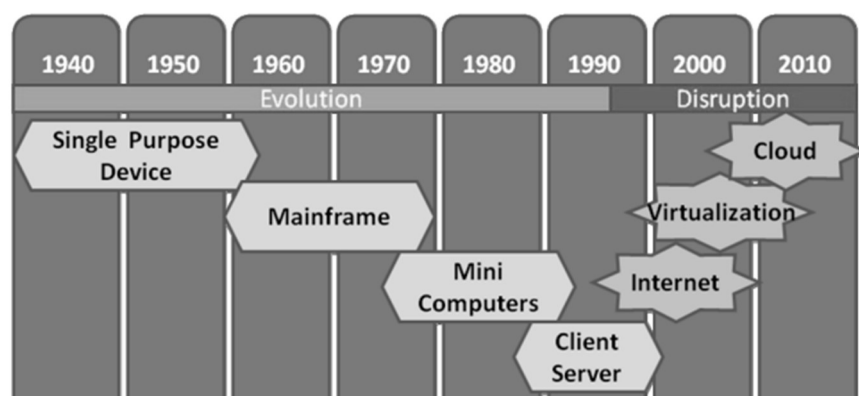 1940 1950 1960 1970 1980 1990 2000 2010
Evolution Disruption
Single Purpose
Device
Cloud
Mainframe
Virtualization
Mini
Computers
Internet
Client
Server